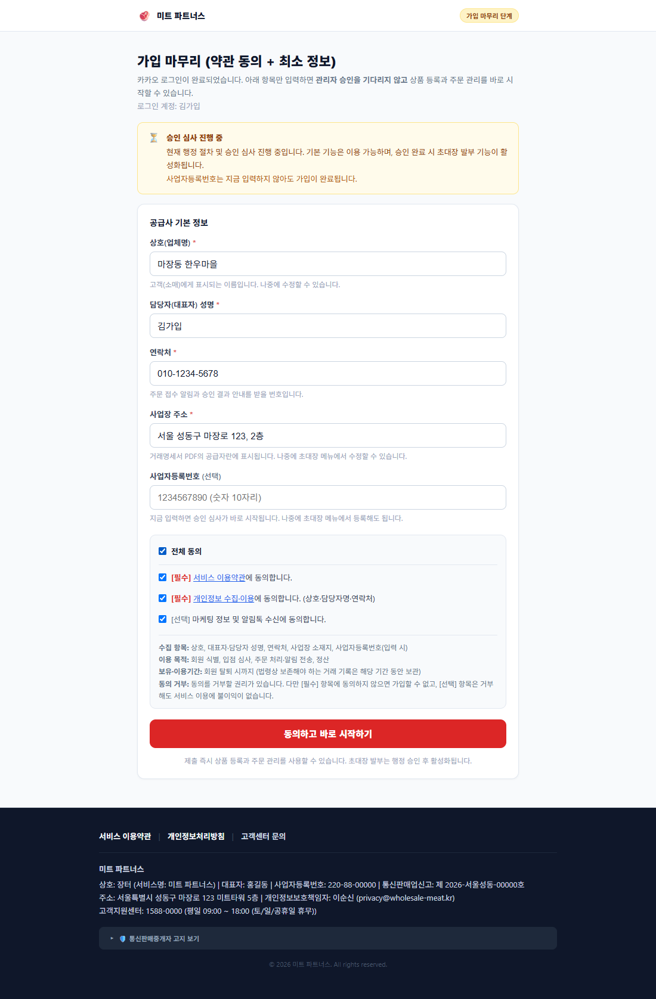 미트 파트너스
가입 마무리 단계
가입 마무리 (약관 동의 + 최소 정보)
카카오 로그인이 완료되었습니다. 아래 항목만 입력하면 관리자 승인을 기다리지 않고 상품 등록과 주문 관리를 바로 시
작할 수 있습니다.
로그인 계정: 김가입
승인 심사 진행 중
현재 행정 절차 및 승인 심사 진행 중입니다. 기본 기능은 이용 가능하며, 승인 완료 시 초대장 발부 기능이 활
성화됩니다.
사업자등록번호는 지금 입력하지 않아도 가입이 완료됩니다.
공급사 기본 정보
상호(업체명) *
마장동 한우마을
고객(소매)에게 표시되는 이름입니다. 나중에 수정할 수 있습니다.
담당자(대표자) 성명 *
김가입
연락처 *
010-1234-5678
주문 접수 알림과 승인 결과 안내를 받을 번호입니다.
사업장 주소 *
서울 성동구 마장로 123, 2층
거래명세서 PDF의 공급자란에 표시됩니다. 나중에 초대장 메뉴에서 수정할 수 있습니다.
사업자등록번호 (선택)
1234567890 (숫자 10자리)
지금 입력하면 승인 심사가 바로 시작됩니다. 나중에 초대장 메뉴에서 등록해도 됩니다.
전체 동의
[필수] 서비스 이용약관에 동의합니다.
[필수] 개인정보 수집·이용에 동의합니다. (상호·담당자명·연락처)
[선택] 마케팅 정보 및 알림톡 수신에 동의합니다.
수집 항목: 상호, 대표자·담당자 성명, 연락처, 사업장 소재지, 사업자등록번호(입력 시)
이용 목적: 회원 식별, 입점 심사, 주문 처리·알림 전송, 정산
보유·이용기간: 회원 탈퇴 시까지 (법령상 보존해야 하는 거래 기록은 해당 기간 동안 보관)
동의 거부: 동의를 거부할 권리가 있습니다. 다만 [필수] 항목에 동의하지 않으면 가입할 수 없고, [선택] 항목은 거부
해도 서비스 이용에 불이익이 없습니다.
동의하고 바로 시작하기
제출 즉시 상품 등록과 주문 관리를 사용할 수 있습니다. 초대장 발부는 행정 승인 후 활성화됩니다.
서비스 이용약관 | 개인정보처리방침 | 고객센터 문의
미트 파트너스
상호: 장터 (서비스명: 미트 파트너스) | 대표자: 홍길동 | 사업자등록번호: 220-88-00000 | 통신판매업신고: 제 2026-서울성동-00000호
주소: 서울특별시 성동구 마장로 123 미트타워 5층 | 개인정보보호책임자: 이순신 (privacy@wholesale-meat.kr)
고객지원센터: 1588-0000 (평일 09:00 ~ 18:00 (토/일/공휴일 휴무))
통신판매중개자 고지 보기
© 2026 미트 파트너스. All rights reserved.